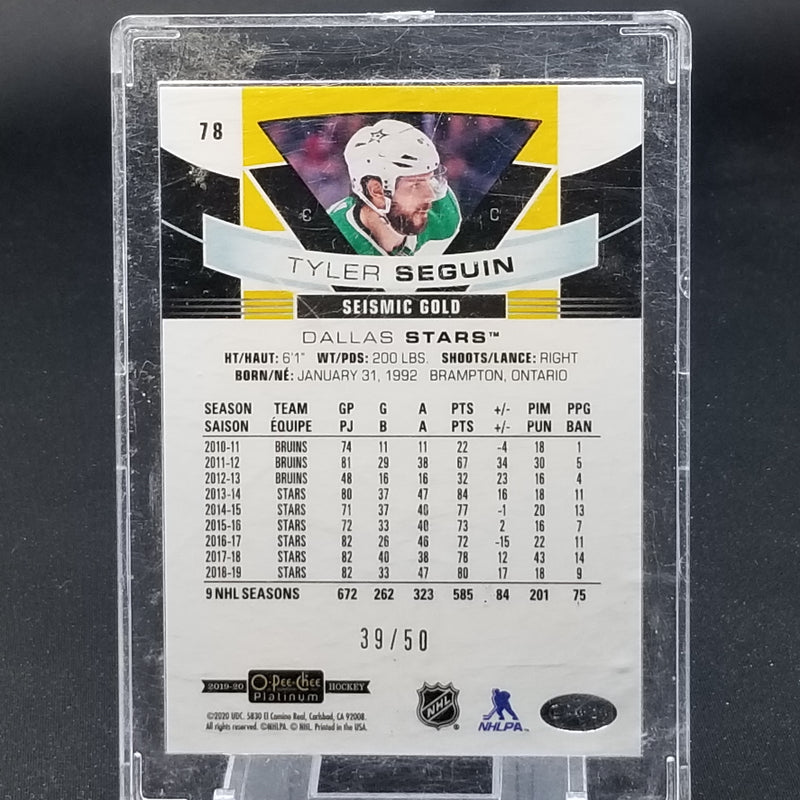 78
C C
TYLER SEGUIN
SEISMIC GOLD
DALLAS STARS™
HT/HAUT: 6'1" WT/PDS: 200 LBS. SHOOTS/LANCE: RIGHT
BORN/NÉ: JANUARY 31, 1992 BRAMPTON, ONTARIO
SEASON TEAM GP G A PTS +/- PIM PPG
SAISON ÉQUIPE PJ B A PTS +/- PUN BAN
2010-11 BRUINS 74 11 11 22 -4 18 1
2011-12 BRUINS 81 29 38 67 34 30 5
2012-13 BRUINS 48 16 16 32 23 16 4
2013-14 STARS 80 37 47 84 16 18 11
2014-15 STARS 71 37 40 77 -1 20 13
2015-16 STARS 72 33 40 73 2 16 7
2016-17 STARS 82 26 46 72 -15 22 11
2017-18 STARS 82 40 38 78 12 43 14
2018-19 STARS 82 33 47 80 17 18 9
9 NHL SEASONS 672 262 323 585 84 201 75
39/50
2019-20 O-Pee-Chee HOCKEY
Platinum
NHL NHLPA
©2020 UDC. 5830 El Camino Real, Carlsbad, CA 92008.
All rights reserved. ©NHLPA. © NHL. Printed in the USA.